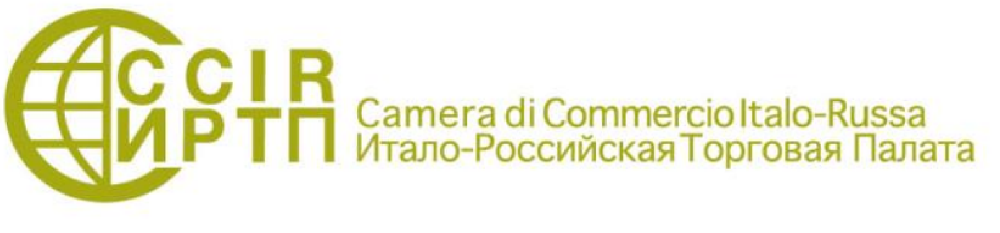 CCIR
ИРТП
Camera di Commercio Italo-Russa
Итало-Российская Торговая Палата